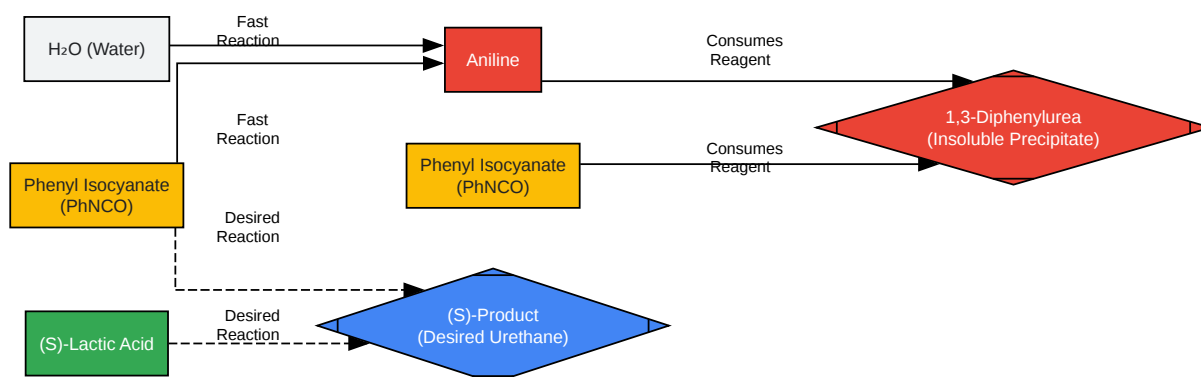 H₂O (Water)
Fast
Reaction
Aniline
Consumes
Reagent
1,3-Diphenylurea
(Insoluble Precipitate)
Fast
Reaction
Phenyl Isocyanate
(PhNCO)
Consumes
Reagent
Phenyl Isocyanate
(PhNCO)
Desired
Reaction
(S)-Product
(Desired Urethane)
Desired
Reaction
(S)-Lactic Acid